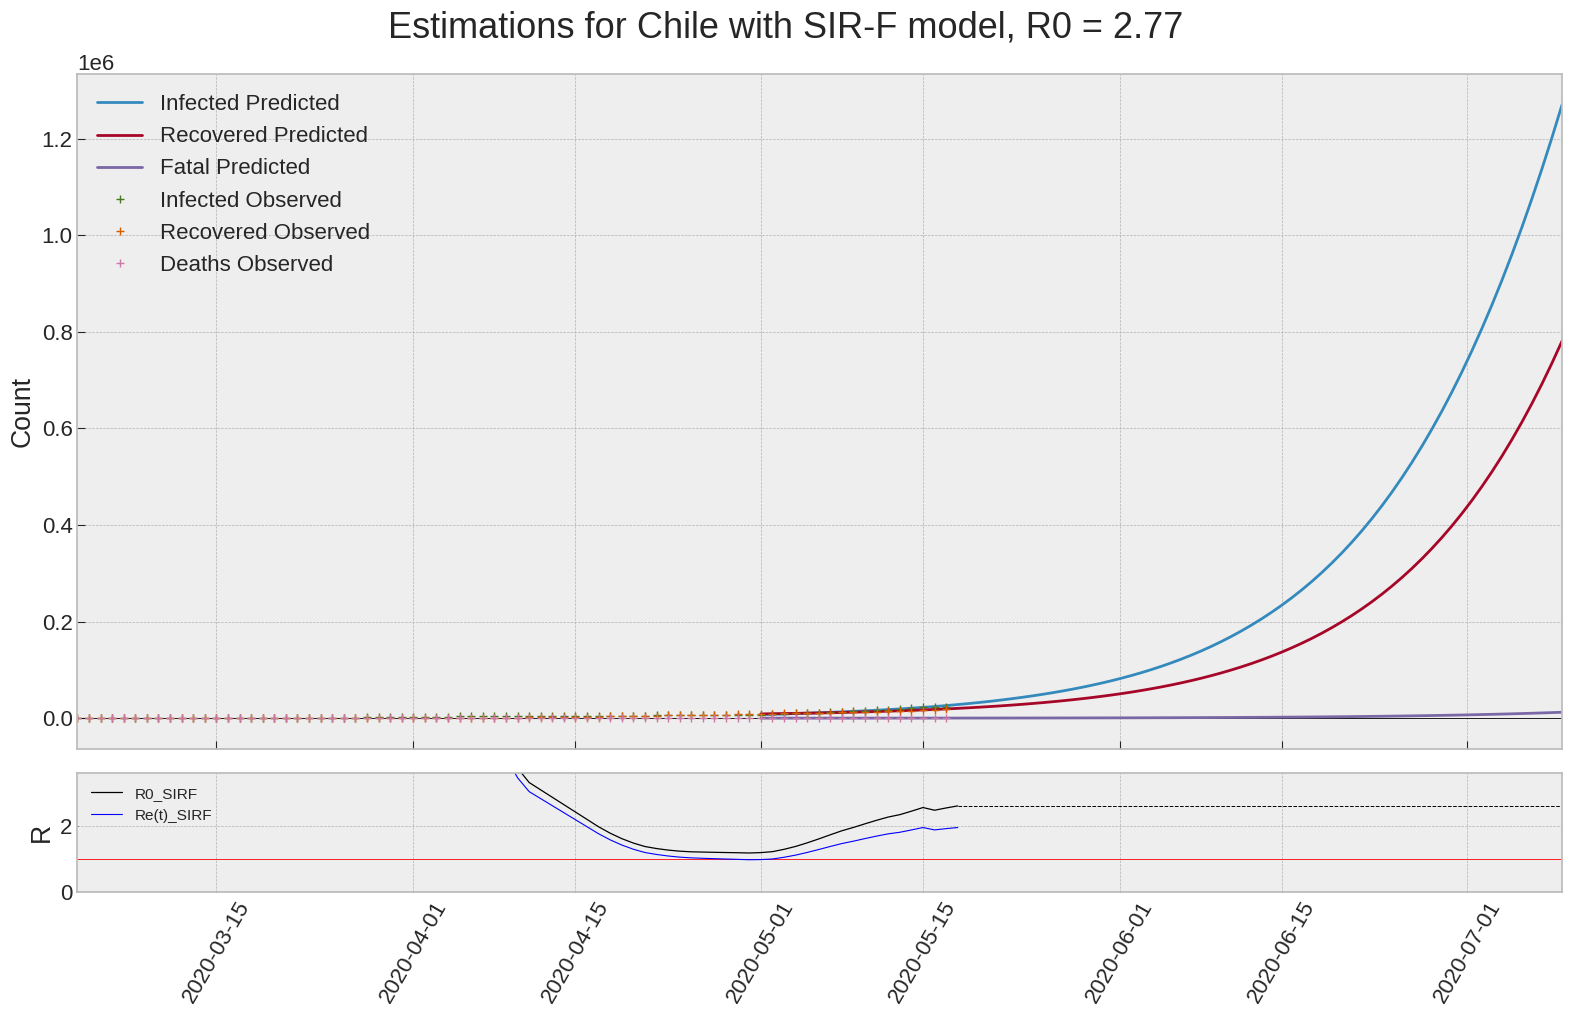 Estimations for Chile with SIR-F model, R0 = 2.77
1e6
Infected Predicted
Recovered Predicted
Fatal Predicted
Infected Observed
Recovered Observed
Deaths Observed
1.2
1.0
0.8
0.6
0.4
0.2
0.0
Count
R0_SIRF
Re(t)_SIRF
2
0
R
2020-03-15
2020-04-01
2020-04-15
2020-05-01
2020-05-15
2020-06-01
2020-06-15
2020-07-01